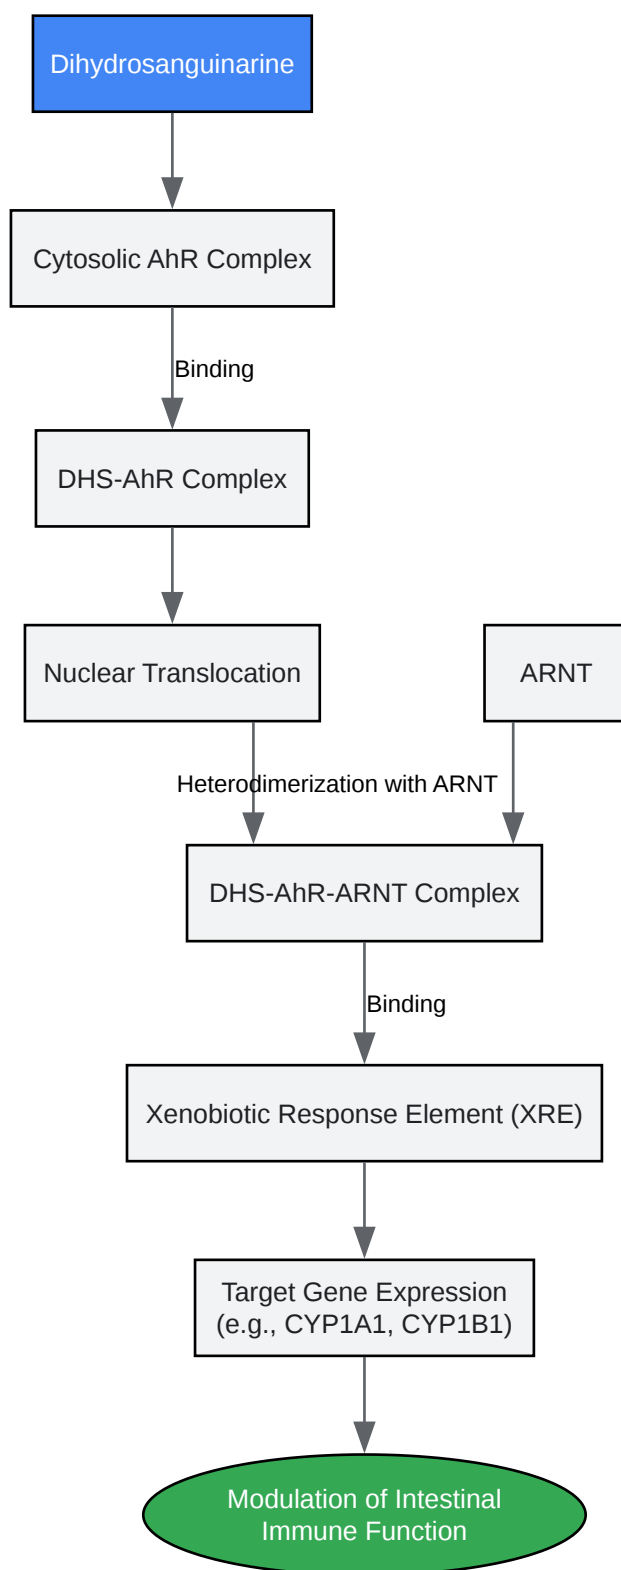 Dihydrosanguinarine
Cytosolic AhR Complex
Binding
DHS-AhR Complex
Nuclear Translocation
ARNT
Heterodimerization with ARNT
DHS-AhR-ARNT Complex
Binding
Xenobiotic Response Element (XRE)
Target Gene Expression
(e.g., CYP1A1, CYP1B1)
Modulation of Intestinal
Immune Function